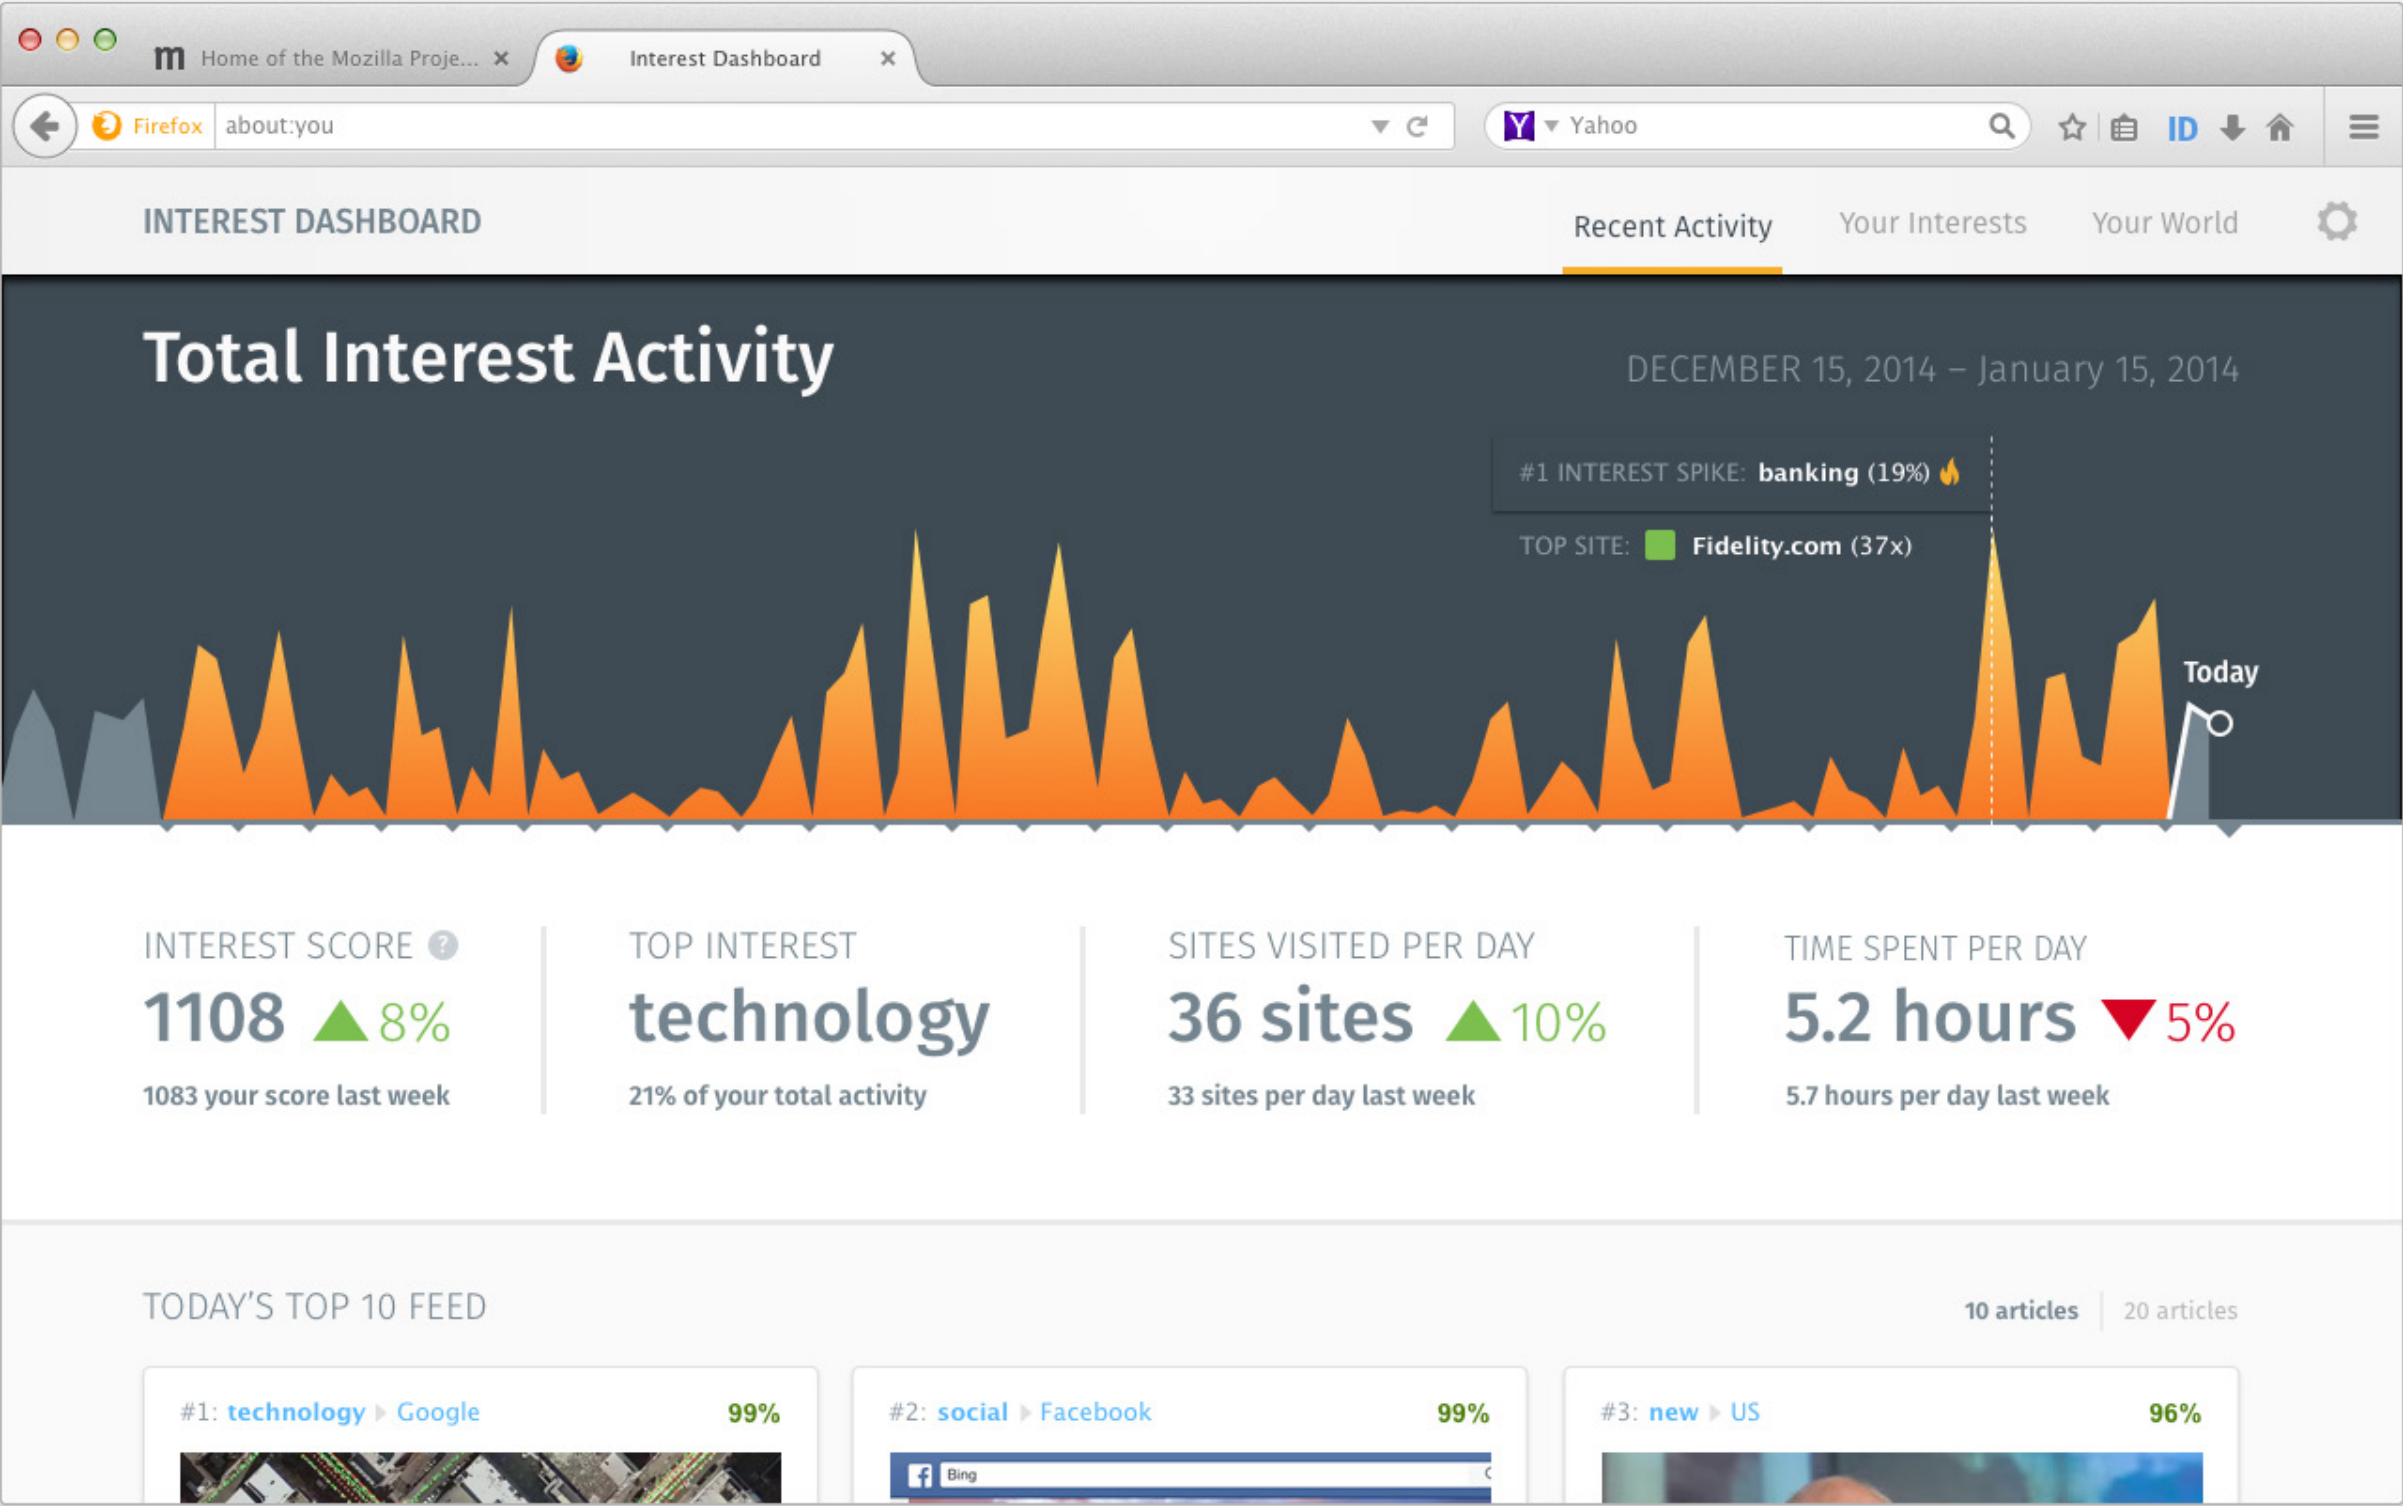 m Home of the Mozilla Proje... × Interest Dashboard ×
Firefox about:you Y Yahoo ID
INTEREST DASHBOARD Recent Activity Your Interests Your World
Total Interest Activity DECEMBER 15, 2014 – January 15, 2014
#1 INTEREST SPIKE: banking (19%)
TOP SITE: Fidelity.com (37x)
Today
INTEREST SCORE ? TOP INTEREST SITES VISITED PER DAY TIME SPENT PER DAY
1108 ▲8% technology 36 sites ▲10% 5.2 hours ▼5%
1083 your score last week 21% of your total activity 33 sites per day last week 5.7 hours per day last week
TODAY'S TOP 10 FEED 10 articles 20 articles
#1: technology Google 99% #2: social Facebook 99% #3: new US 96%
f Bing